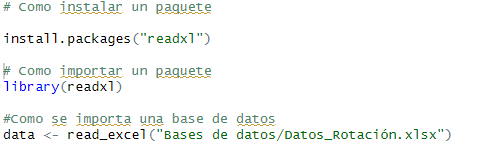 # Como instalar un paquete
install.packages("readxl")
# Como importar un paquete
library(readxl)
#Como se importa una base de datos
data <- read_excel("Bases de datos/Datos_Rotación.xlsx")